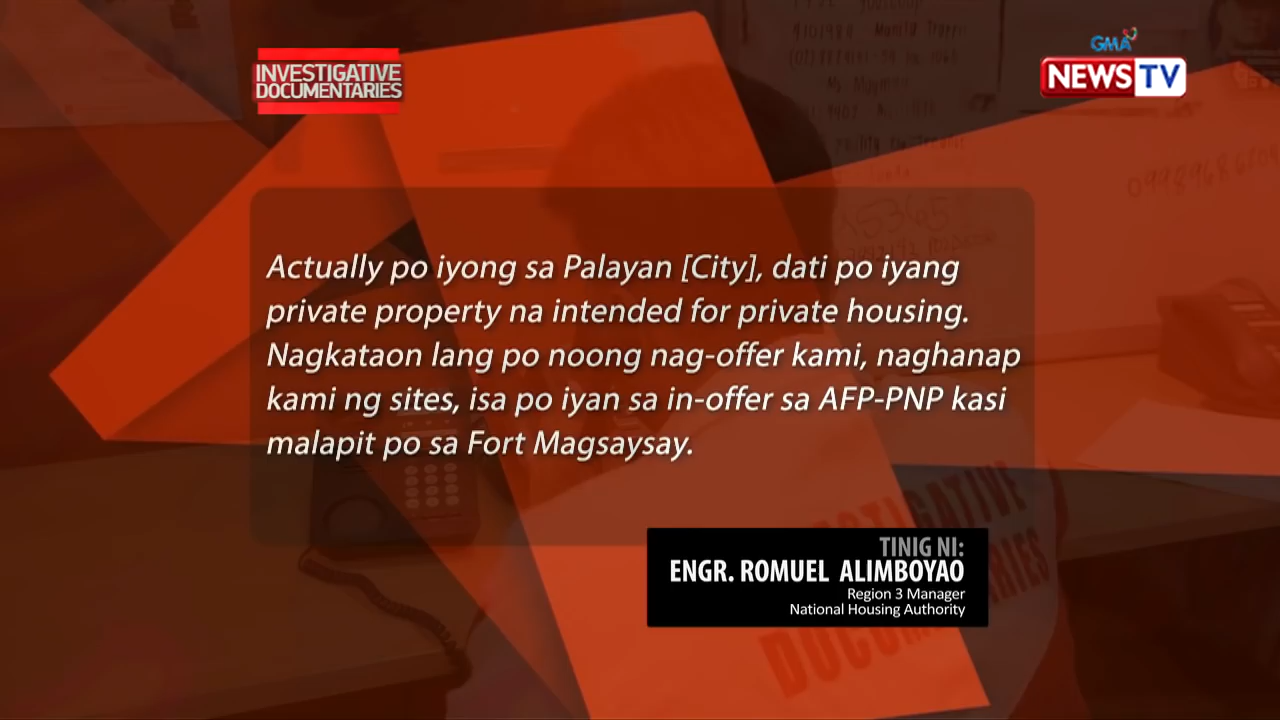 INVESTIGATIVE
DOCUMENTARIES
GMA
NEWS TV
Actually po iyong sa Palayan [City], dati po iyang
private property na intended for private housing.
Nagkataon lang po noong nag-offer kami, naghanap
kami ng sites, isa po iyan sa in-offer sa AFP-PNP kasi
malapit po sa Fort Magsaysay.
TINIG NI:
ENGR. ROMUEL ALIMBOYAO
Region 3 Manager
National Housing Authority